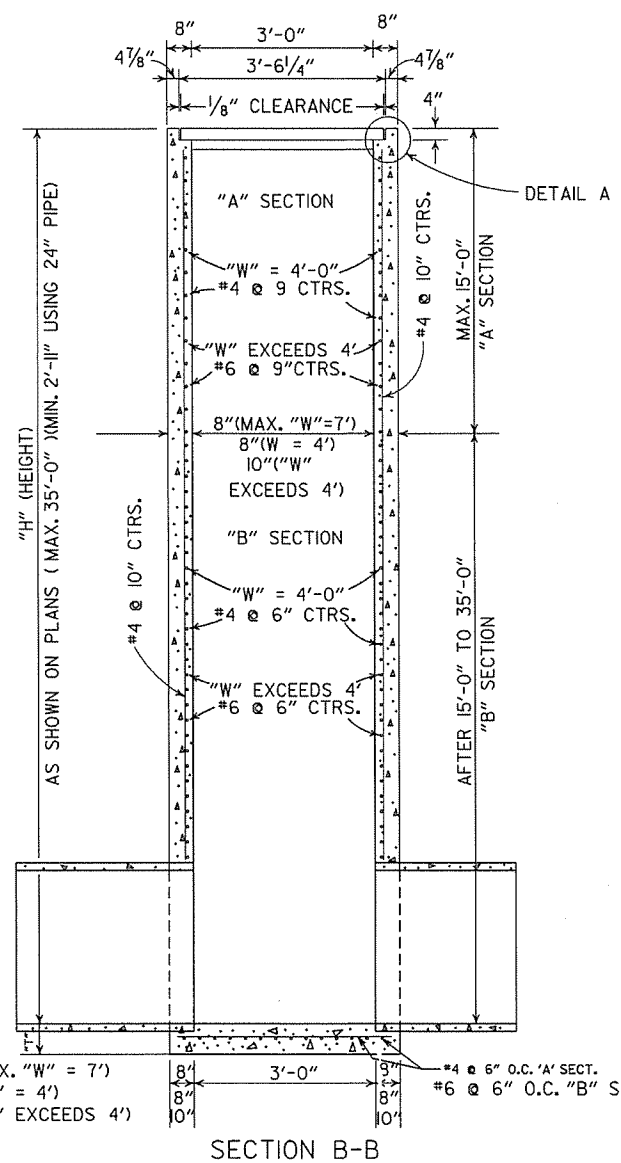 8" 3'-0" 8"
4⅞" 3'-6¼" 4⅞"
⅛" CLEARANCE
4"
DETAIL A
"A" SECTION
"W" = 4'-0"
#4 @ 9 CTRS.
"W" EXCEEDS 4'
#6 @ 9"CTRS.
#4 @ 10" CTRS.
MAX. 15'-0"
"A" SECTION
"H" (HEIGHT)
AS SHOWN ON PLANS ( MAX. 35'-0" )(MIN. 2'-11" USING 24" PIPE)
8"(MAX. "W"=7')
8"(W = 4')
10"("W"
EXCEEDS 4')
"B" SECTION
#4 @ 10" CTRS.
"W" = 4'-0"
#4 @ 6" CTRS.
"W" EXCEEDS 4'
#6 @ 6" CTRS.
AFTER 15'-0" TO 35'-0"
"B" SECTION
"T"
X. "W" = 7') 8" 3'-0" 8" #4 @ 6" O.C. 'A' SECT.
' = 4') 8" 8" #6 @ 6" O.C. "B" S
' EXCEEDS 4') 10" 10"
SECTION B-B